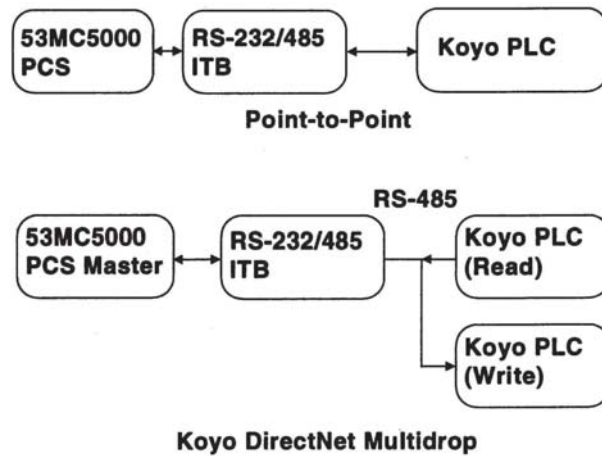 53MC5000
PCS
RS-232/485
ITB
Koyo PLC
Point-to-Point
RS-485
53MC5000
PCS Master
RS-232/485
ITB
Koyo PLC
(Read)
Koyo PLC
(Write)
Koyo DirectNet Multidrop